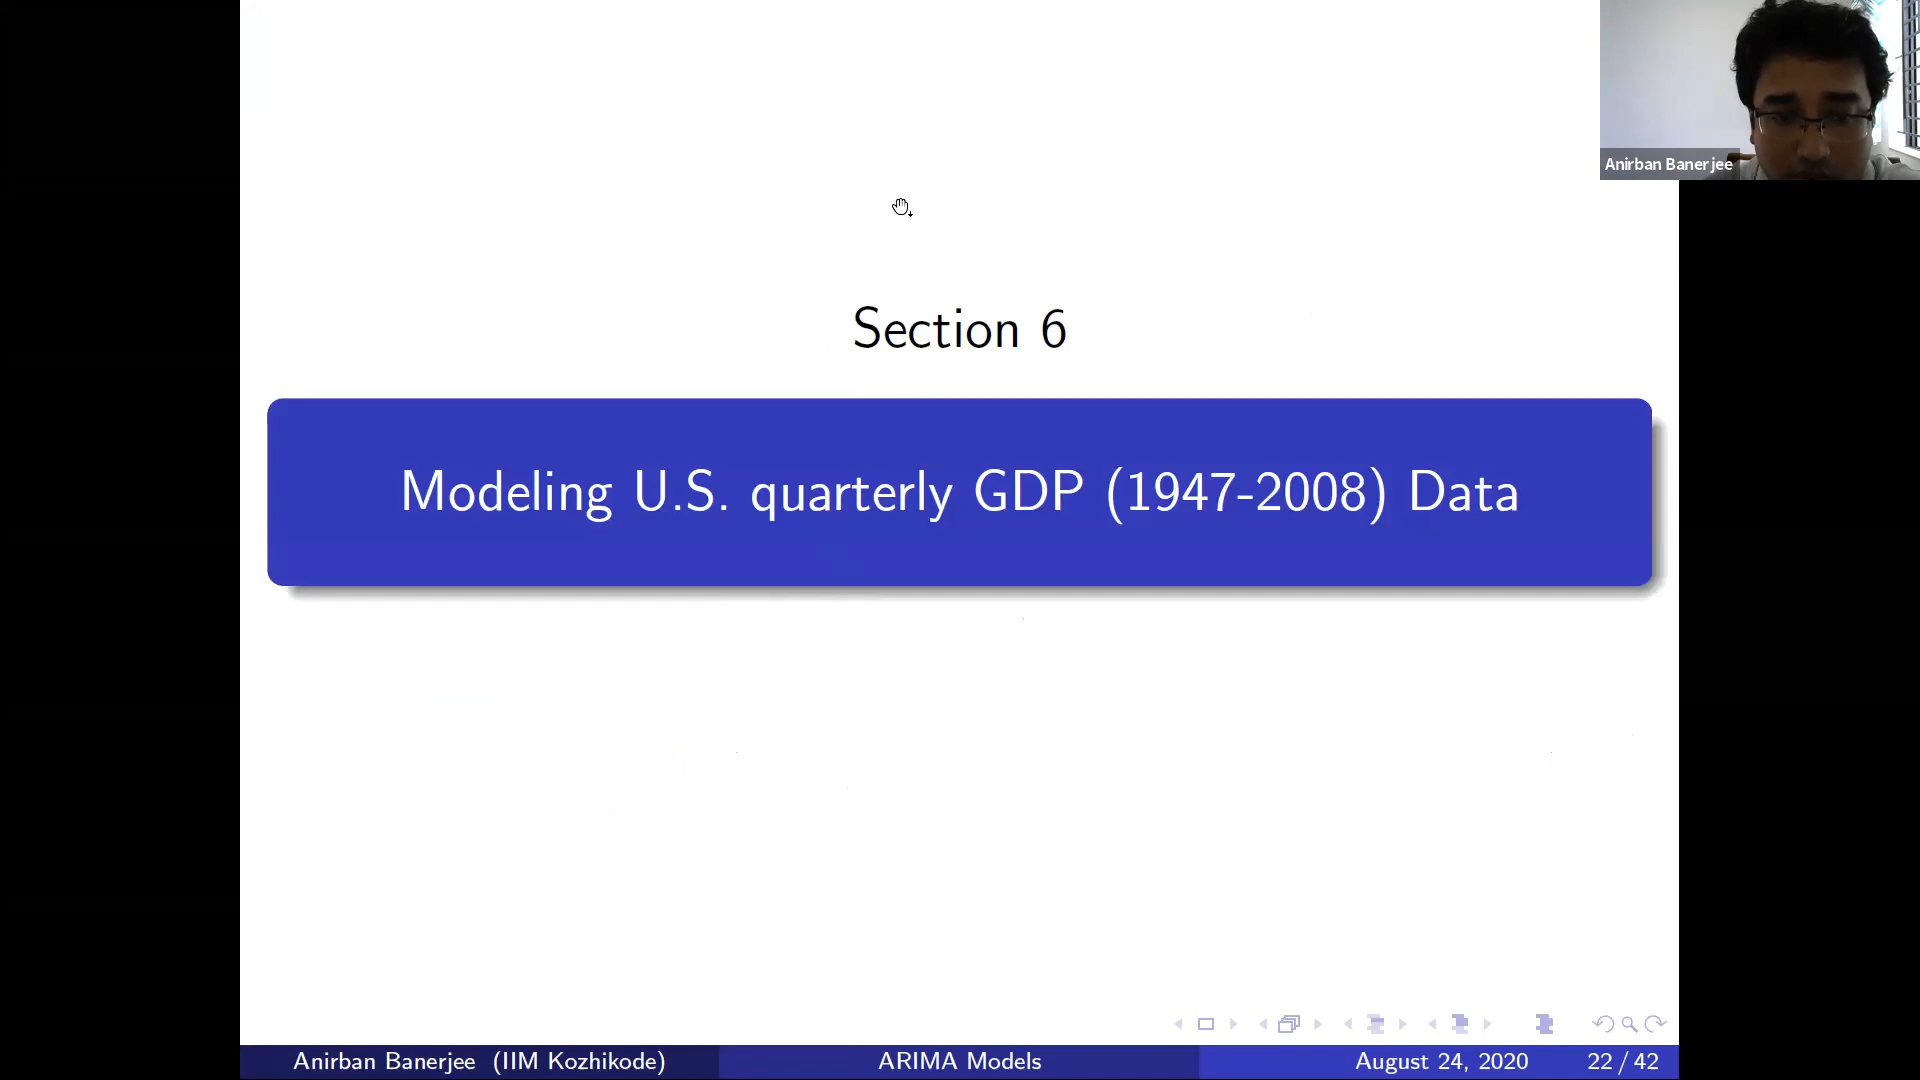 Anirban Banerjee
Section 6
Modeling U.S. quarterly GDP (1947-2008) Data
Anirban Banerjee (IIM Kozhikode) ARIMA Models August 24, 2020 22 / 42